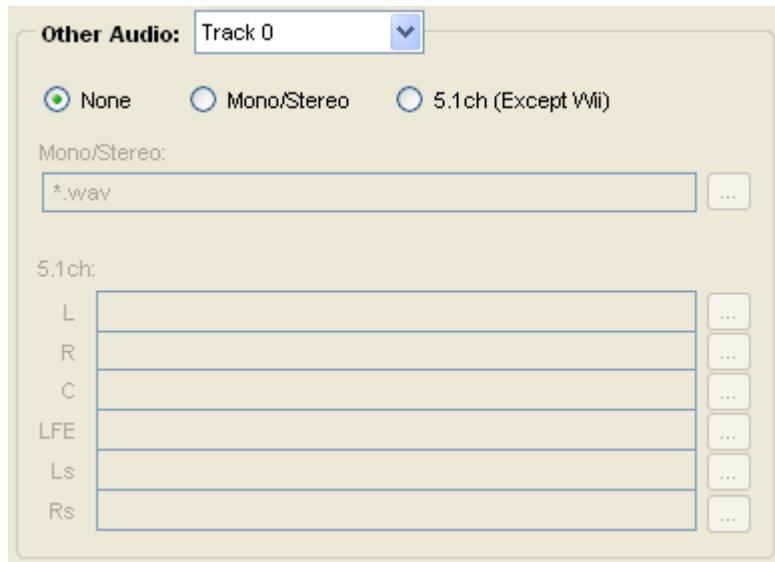 Other Audio: Track 0
None Mono/Stereo 5.1ch (Except Wii)
Mono/Stereo:
*.wav ...
5.1ch:
L ...
R ...
C ...
LFE ...
Ls ...
Rs ...